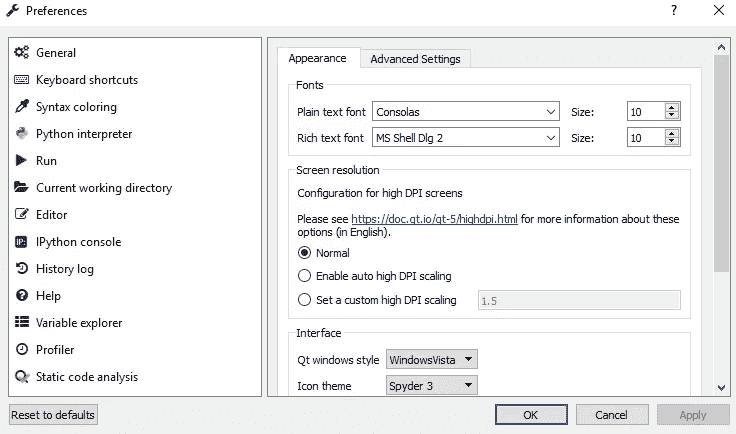 Preferences
?
General
Keyboard shortcuts
Syntax coloring
Python interpreter
Run
Current working directory
Editor
IP: IPython console
History log
Help
Variable explorer
Profiler
Static code analysis
Reset to defaults
Appearance
Advanced Settings
Fonts
Plain text font Consolas Size: 10
Rich text font MS Shell Dlg 2 Size: 10
Screen resolution
Configuration for high DPI screens
Please see https://doc.qt.io/qt-5/highdpi.html for more information about these
options (in English).
Normal
Enable auto high DPI scaling
Set a custom high DPI scaling 1.5
Interface
Qt windows style WindowsVista
Icon theme Spyder 3
OK
Cancel
Apply